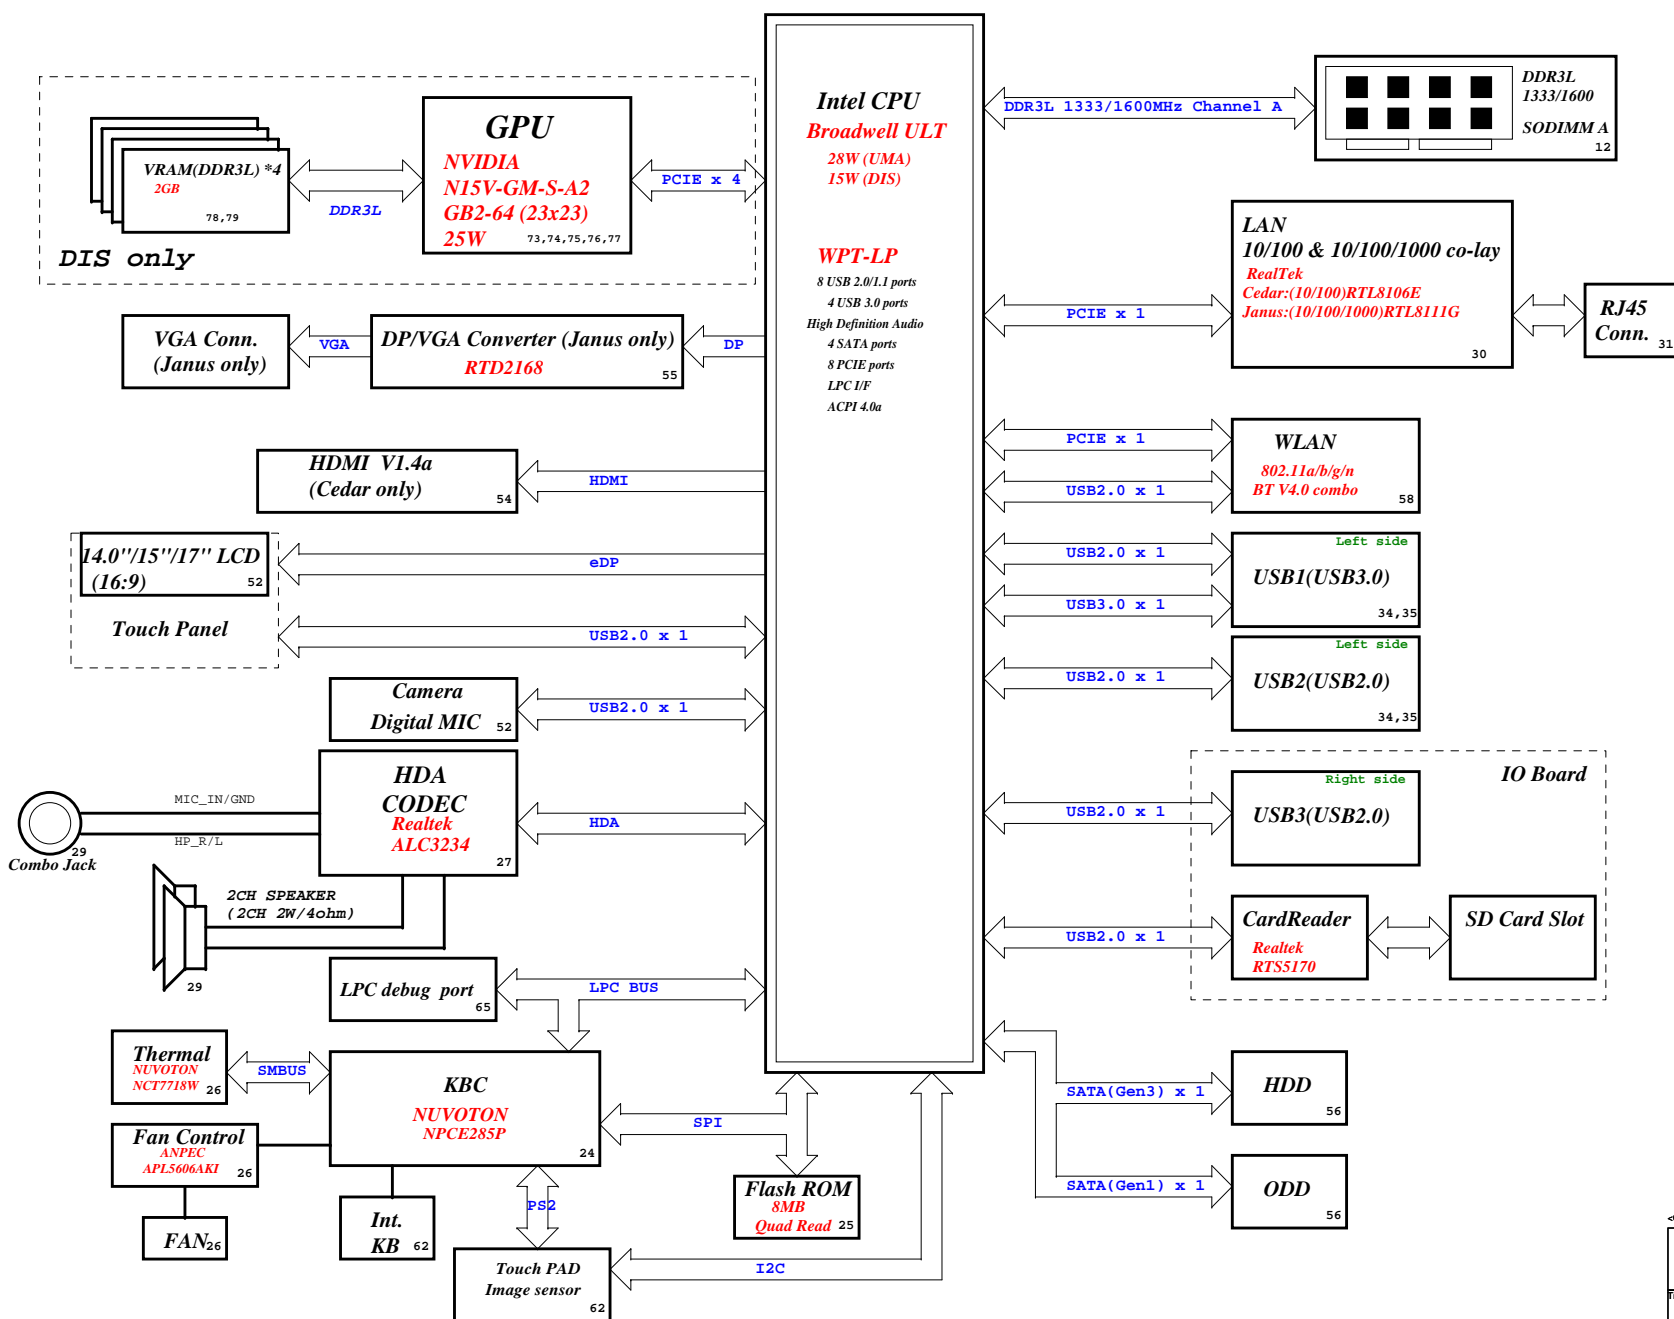 Intel CPU
Broadwell ULT
28W (UMA)
15W (DIS)
WPT-LP
8 USB 2.0/1.1 ports
4 USB 3.0 ports
High Definition Audio
4 SATA ports
8 PCIE ports
LPC I/F
ACPI 4.0a
VRAM(DDR3L) *4
2GB
78,79
DDR3L
GPU
NVIDIA
N15V-GM-S-A2
GB2-64 (23x23)
25W
73,74,75,76,77
PCIE x 4
DIS only
VGA Conn.
(Janus only)
VGA
DP/VGA Converter (Janus only)
RTD2168
55
DP
HDMI V1.4a
(Cedar only)
54
HDMI
14.0"/15"/17" LCD
(16:9)
52
eDP
Touch Panel
USB2.0 x 1
Camera
Digital MIC
52
USB2.0 x 1
HDA
CODEC
Realtek
ALC3234
27
HDA
MIC_IN/GND
HP_R/L
29
Combo Jack
2CH SPEAKER
(2CH 2W/4ohm)
29
LPC debug port
65
LPC BUS
Thermal
NUVOTON
NCT7718W
26
SMBUS
KBC
NUVOTON
NPCE285P
24
SPI
Fan Control
ANPEC
APL5606AKI
26
FAN
26
Int.
KB
62
PS2
Touch PAD
Image sensor
62
I2C
Flash ROM
8MB
Quad Read
25
DDR3L 1333/1600MHz Channel A
DDR3L
1333/1600
SODIMM A
12
LAN
10/100 & 10/100/1000 co-lay
RealTek
Cedar:(10/100)RTL8106E
Janus:(10/100/1000)RTL8111G
30
PCIE x 1
RJ45
Conn.
31
PCIE x 1
USB2.0 x 1
WLAN
802.11a/b/g/n
BT V4.0 combo
58
USB2.0 x 1
USB3.0 x 1
Left side
USB1(USB3.0)
34,35
USB2.0 x 1
Left side
USB2(USB2.0)
34,35
IO Board
USB2.0 x 1
Right side
USB3(USB2.0)
USB2.0 x 1
CardReader
Realtek
RTS5170
SD Card Slot
SATA(Gen3) x 1
HDD
56
SATA(Gen1) x 1
ODD
56